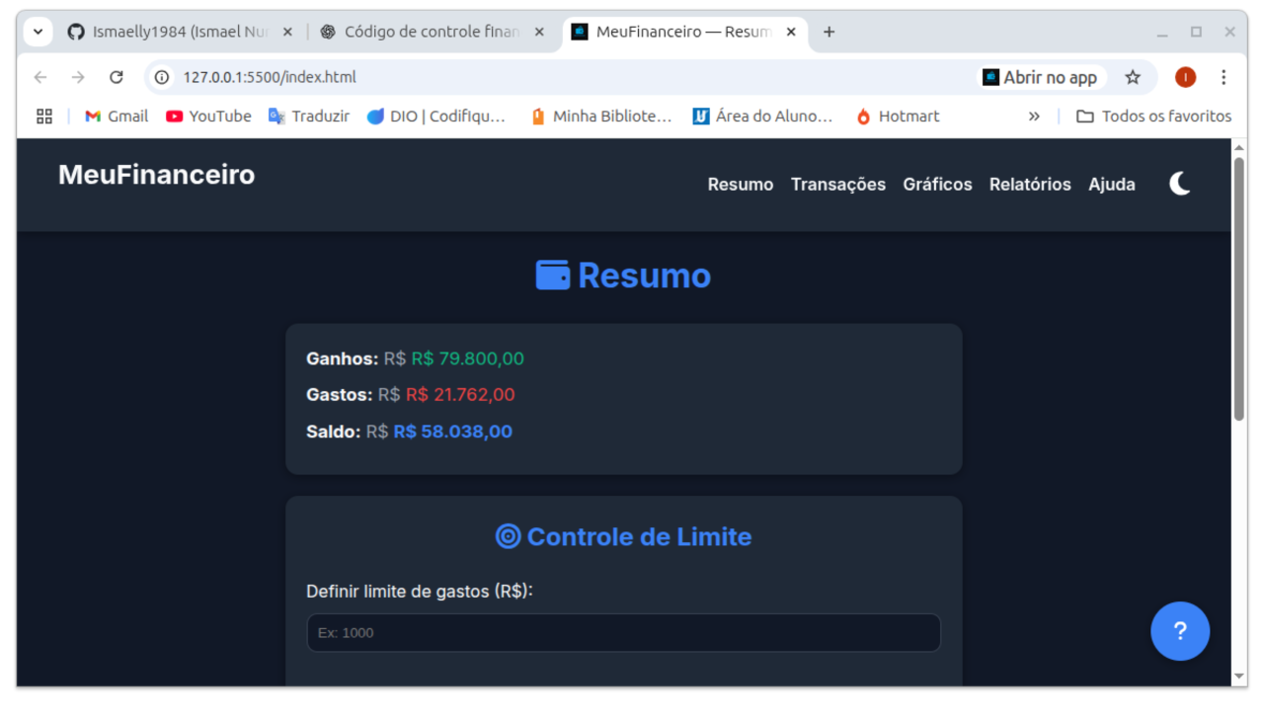 Ismaelly1984 (Ismael Nu
Código de controle finan
MeuFinanceiro — Resum
127.0.0.1:5500/index.html
Abrir no app
I
Gmail
YouTube
Traduzir
DIO | Codifiqu...
Minha Bibliote...
Área do Aluno...
Hotmart
»
Todos os favoritos
MeuFinanceiro
Resumo
Transações
Gráficos
Relatórios
Ajuda
Resumo
Ganhos: R$ R$ 79.800,00
Gastos: R$ R$ 21.762,00
Saldo: R$ R$ 58.038,00
Controle de Limite
Definir limite de gastos (R$):
Ex: 1000
?